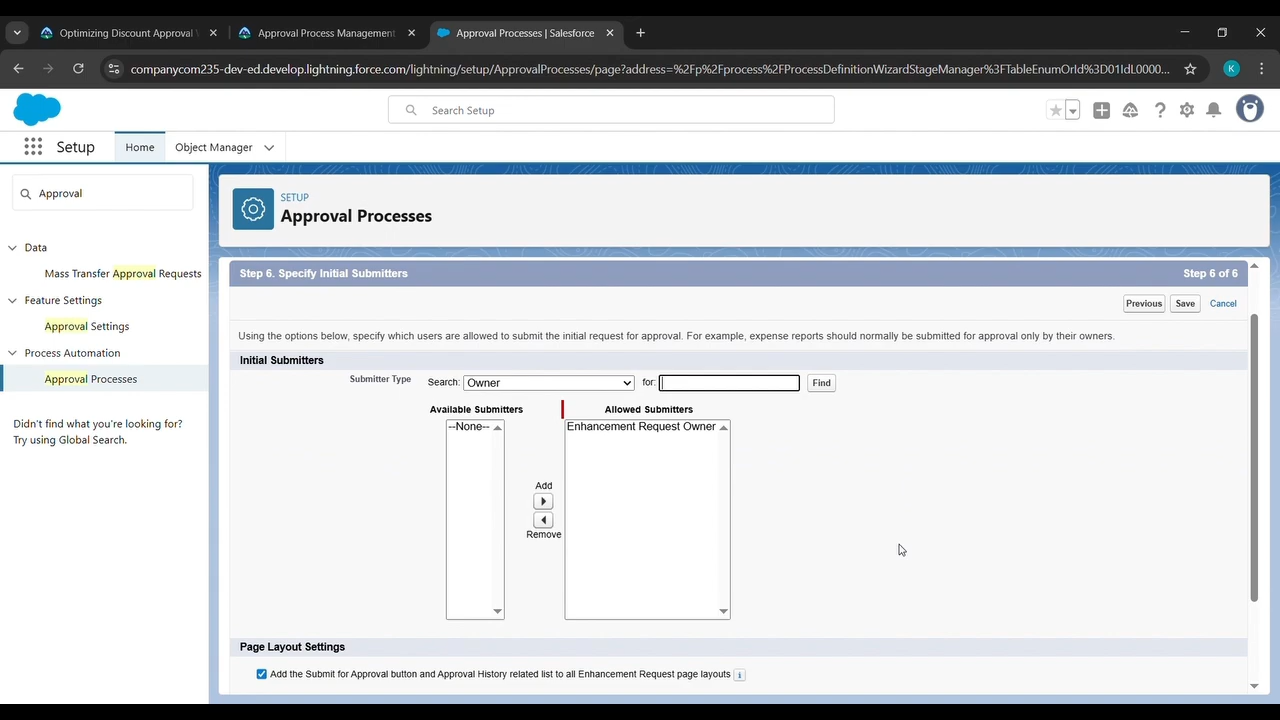 Optimizing Discount Approval
Approval Process Management
Approval Processes | Salesforce
companycom235-dev-ed.develop.lightning.force.com/lightning/setup/ApprovalProcesses/page?address=%2Fp%2Fprocess%2FProcessDefinitionWizardStageManager%3FTableEnumOrId%3D01IdL0000...
K
Search Setup
Setup
Home
Object Manager
Approval
Data
Mass Transfer Approval Requests
Feature Settings
Approval Settings
Process Automation
Approval Processes
Didn't find what you're looking for?
Try using Global Search.
SETUP
Approval Processes
Step 6. Specify Initial Submitters
Step 6 of 6
Previous
Save
Cancel
Using the options below, specify which users are allowed to submit the initial request for approval. For example, expense reports should normally be submitted for approval only by their owners.
Initial Submitters
Submitter Type
Search:
Owner
for:
Find
Available Submitters
Allowed Submitters
--None--
Enhancement Request Owner
Add
Remove
Page Layout Settings
Add the Submit for Approval button and Approval History related list to all Enhancement Request page layouts
i